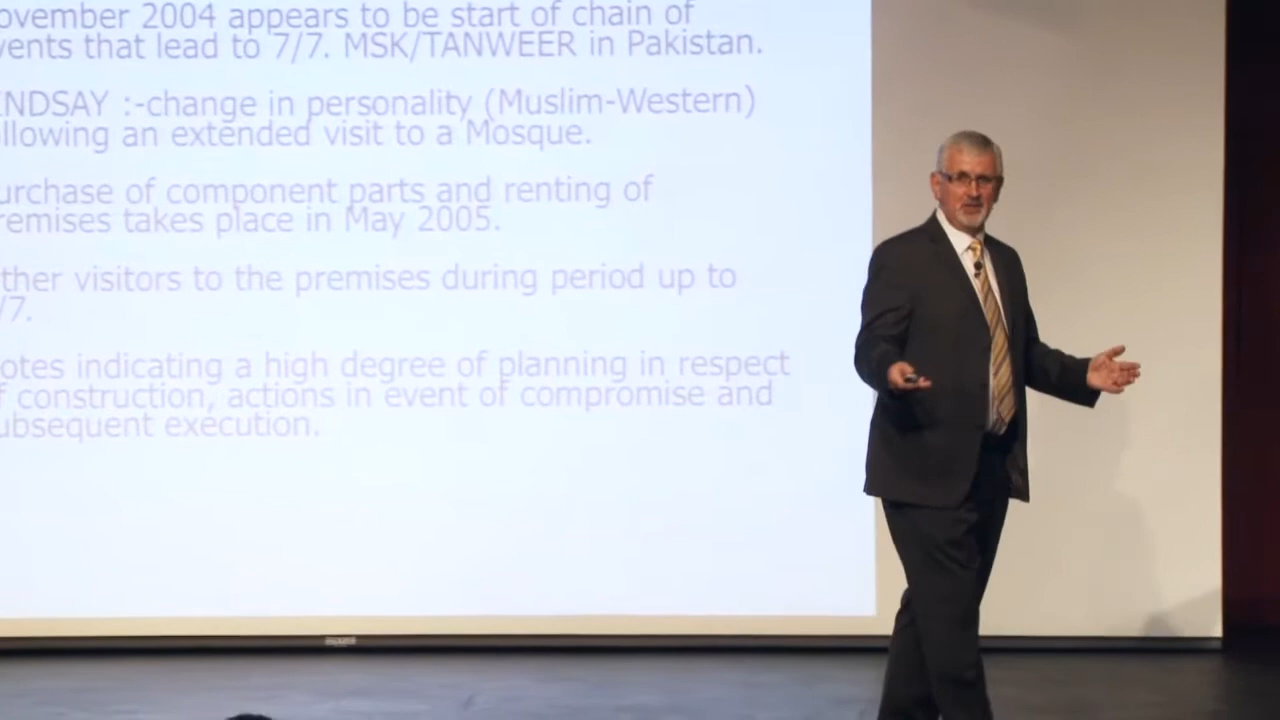 ovember 2004 appears to be start of chain of
vents that lead to 7/7. MSK/TANWEER in Pakistan.
NDSAY :-change in personality (Muslim-Western)
llowing an extended visit to a Mosque.
urchase of component parts and renting of
remises takes place in May 2005.
ther visitors to the premises during period up to
/7.
otes indicating a high degree of planning in respect
f construction, actions in event of compromise and
ubsequent execution.